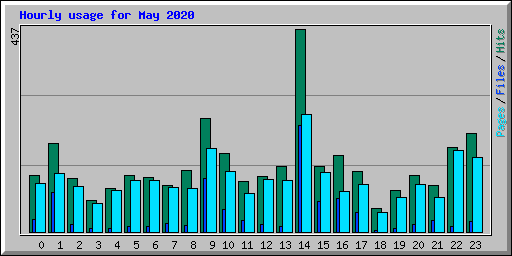 Hourly usage for May 2020
437
Pages/Files/Hits
0 1 2 3 4 5 6 7 8 9 10 11 12 13 14 15 16 17 18 19 20 21 22 23